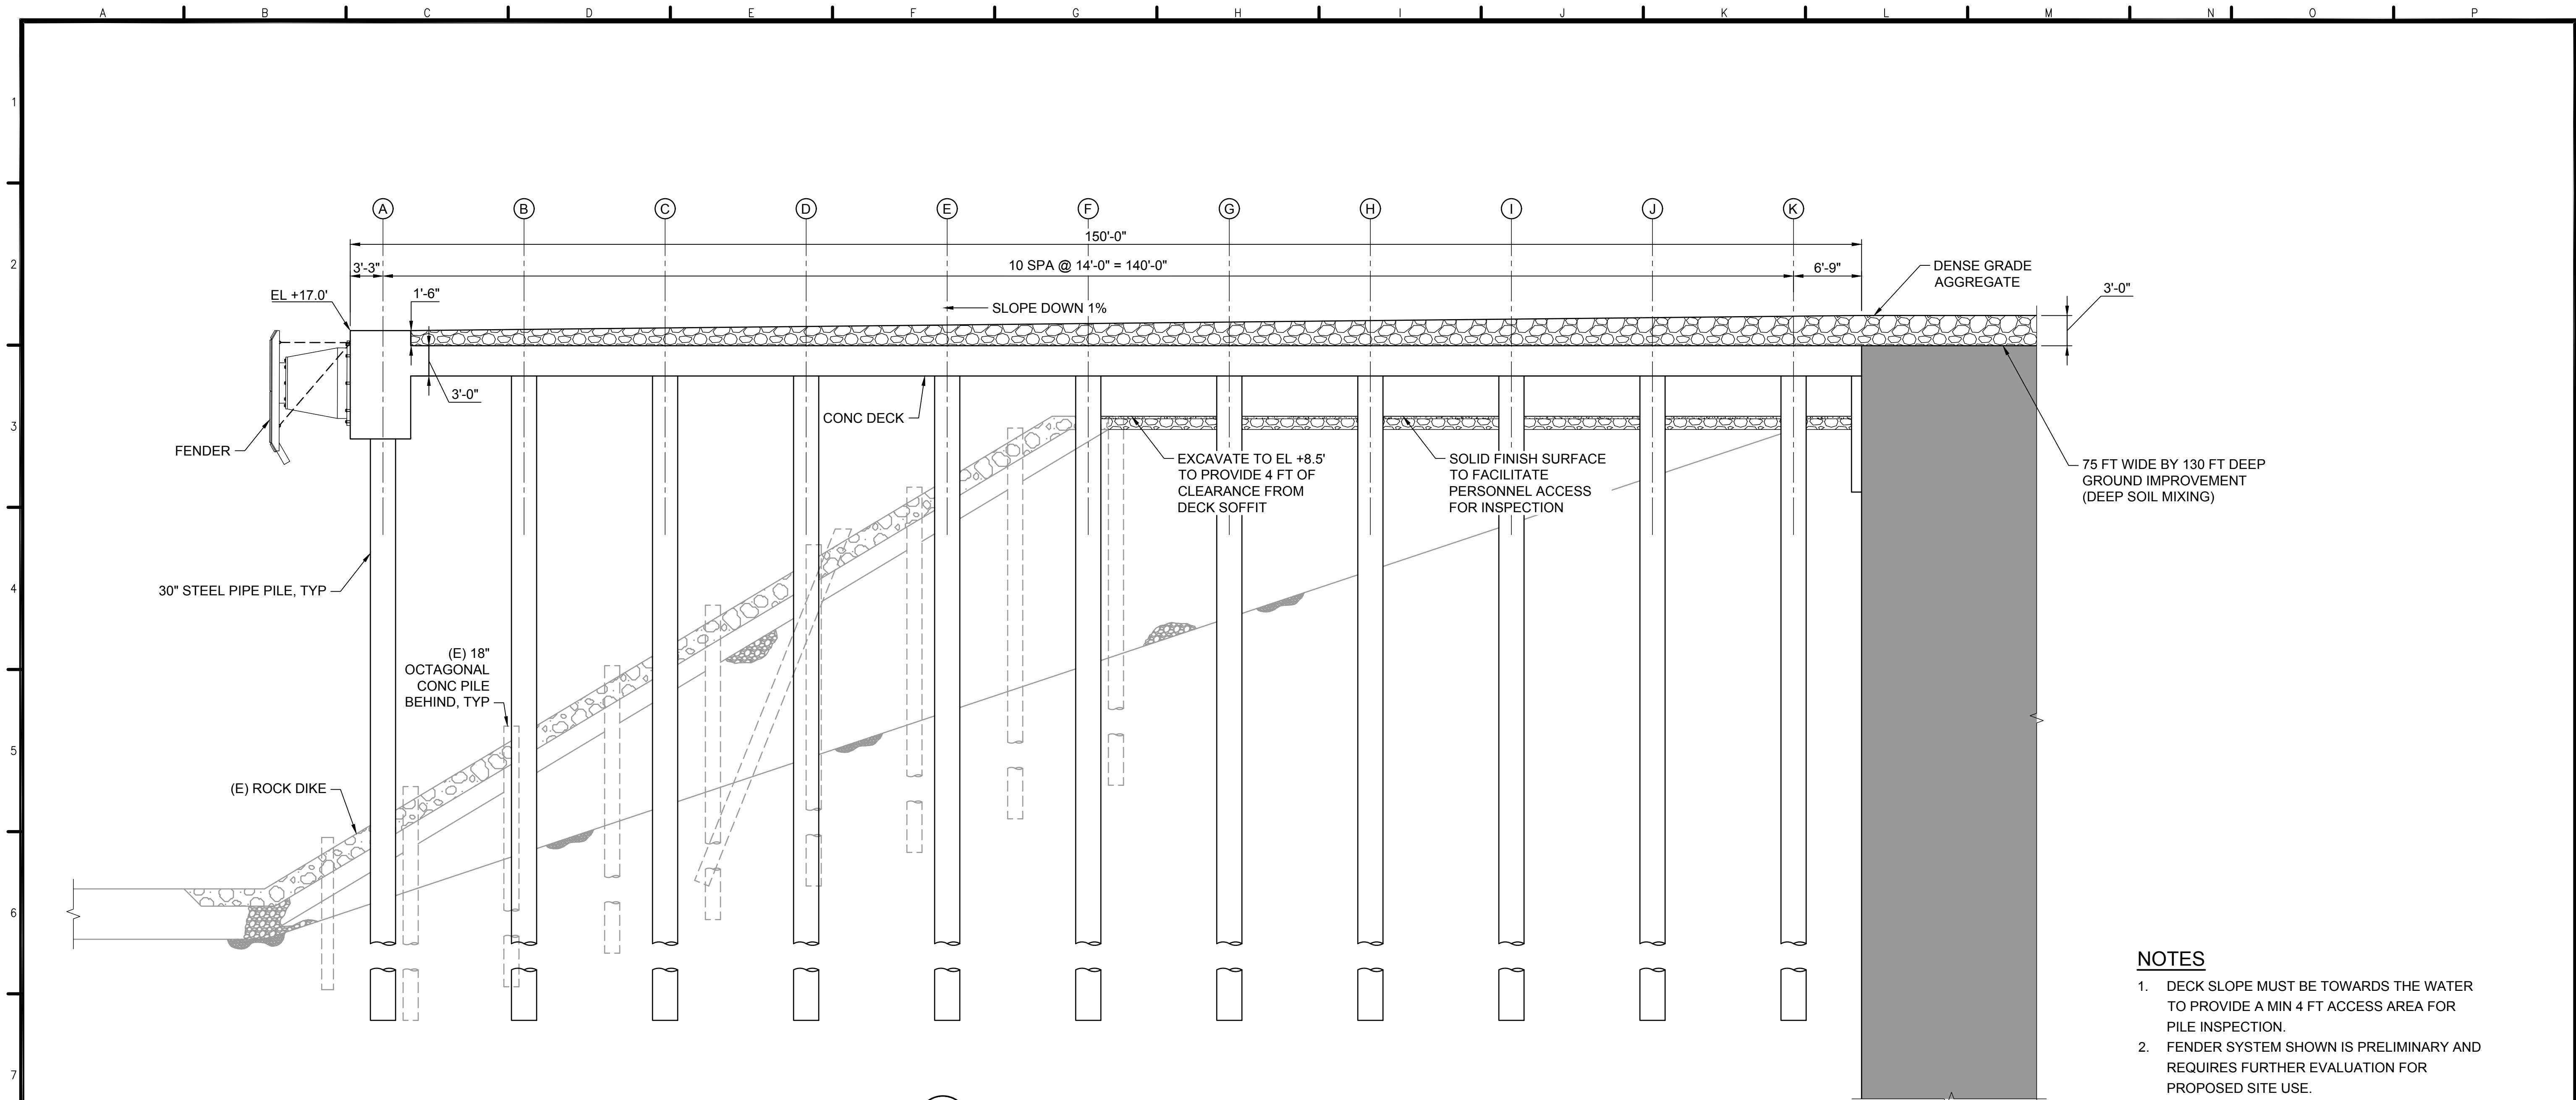 A B C D E F G H I J K L M N O P
1
2
3
4
5
6
7
A B C D E F G H I J K
150'-0"
3'-3"
10 SPA @ 14'-0" = 140'-0"
6'-9"
EL +17.0'
1'-6"
SLOPE DOWN 1%
DENSE GRADE
AGGREGATE
3'-0"
3'-0"
CONC DECK
FENDER
EXCAVATE TO EL +8.5'
TO PROVIDE 4 FT OF
CLEARANCE FROM
DECK SOFFIT
SOLID FINISH SURFACE
TO FACILITATE
PERSONNEL ACCESS
FOR INSPECTION
75 FT WIDE BY 130 FT DEEP
GROUND IMPROVEMENT
(DEEP SOIL MIXING)
30" STEEL PIPE PILE, TYP
(E) 18"
OCTAGONAL
CONC PILE
BEHIND, TYP
(E) ROCK DIKE
NOTES
1. DECK SLOPE MUST BE TOWARDS THE WATER
TO PROVIDE A MIN 4 FT ACCESS AREA FOR
PILE INSPECTION.
2. FENDER SYSTEM SHOWN IS PRELIMINARY AND
REQUIRES FURTHER EVALUATION FOR
PROPOSED SITE USE.